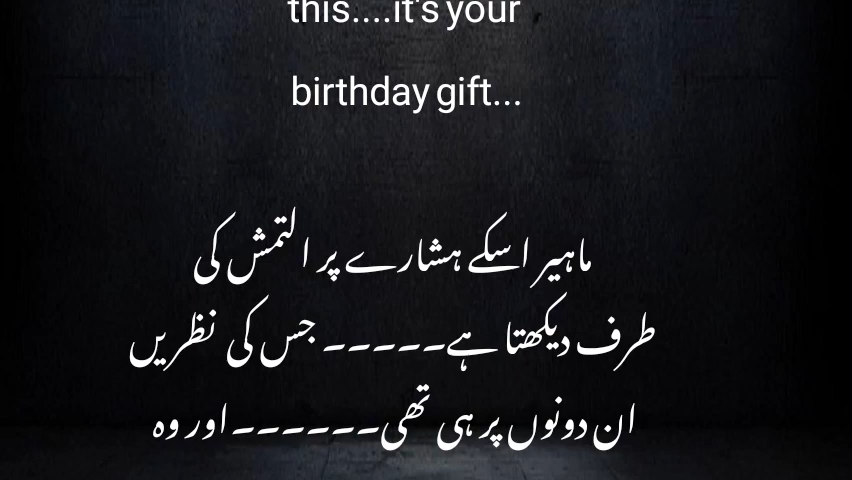 this....it's your
birthday gift...
ماہیر اسکے ہشارے پر التمش کی
طرف دیکھتا ہے۔۔۔۔۔ جس کی نظریں
ان دونوں پر ہی تھی۔۔۔۔۔۔اور وہ